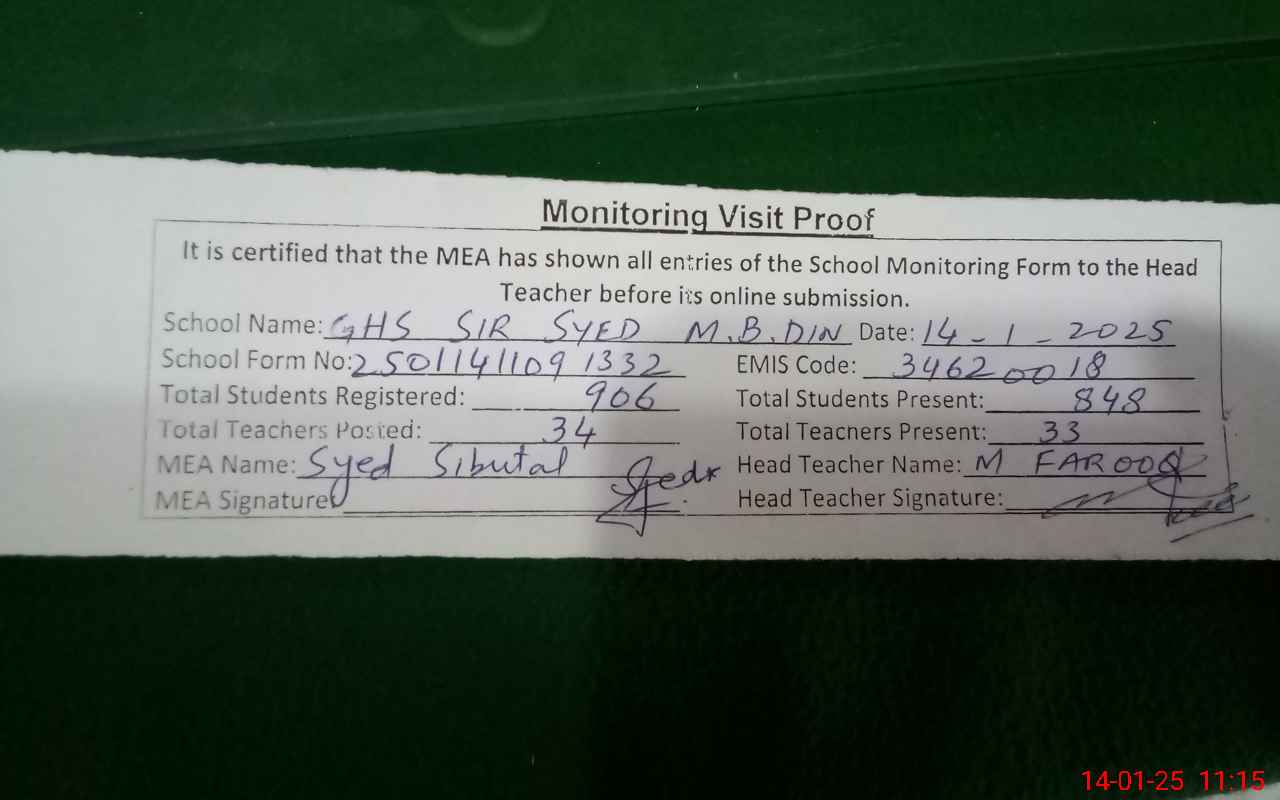 Monitoring Visit Proof
It is certified that the MEA has shown all entries of the School Monitoring Form to the Head
Teacher before its online submission.
School Name: GHS SIR SYED M.B.DIN Date: 14-1-2025
School Form No: 25011411091332 EMIS Code: 34620018
Total Students Registered: 906 Total Students Present: 848
Total Teachers Posted: 34 Total Teachers Present: 33
MEA Name: Syed Sibutal Head Teacher Name: M FAROOQ
MEA Signature Head Teacher Signature:
14-01-25 11:15